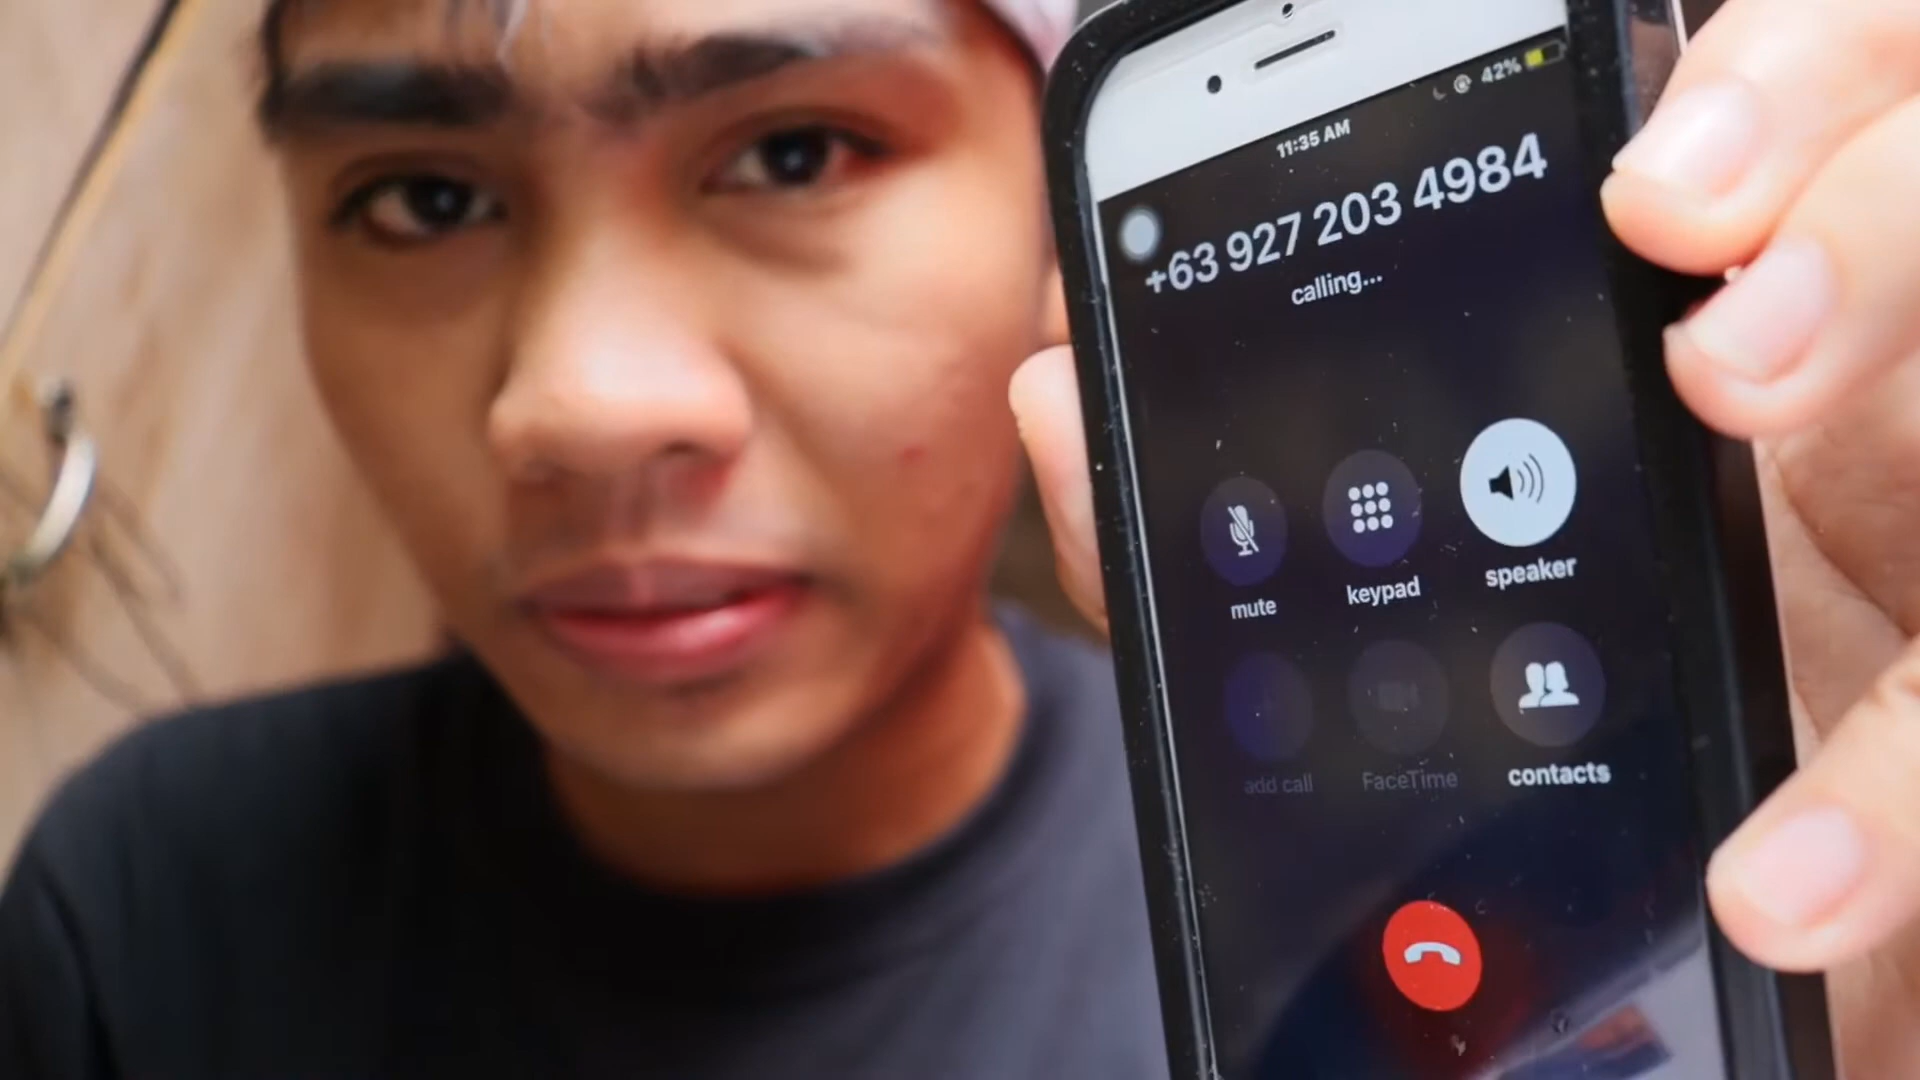 42%
11:35 AM
+63 927 203 4984
calling...
mute
keypad
speaker
add call
FaceTime
contacts